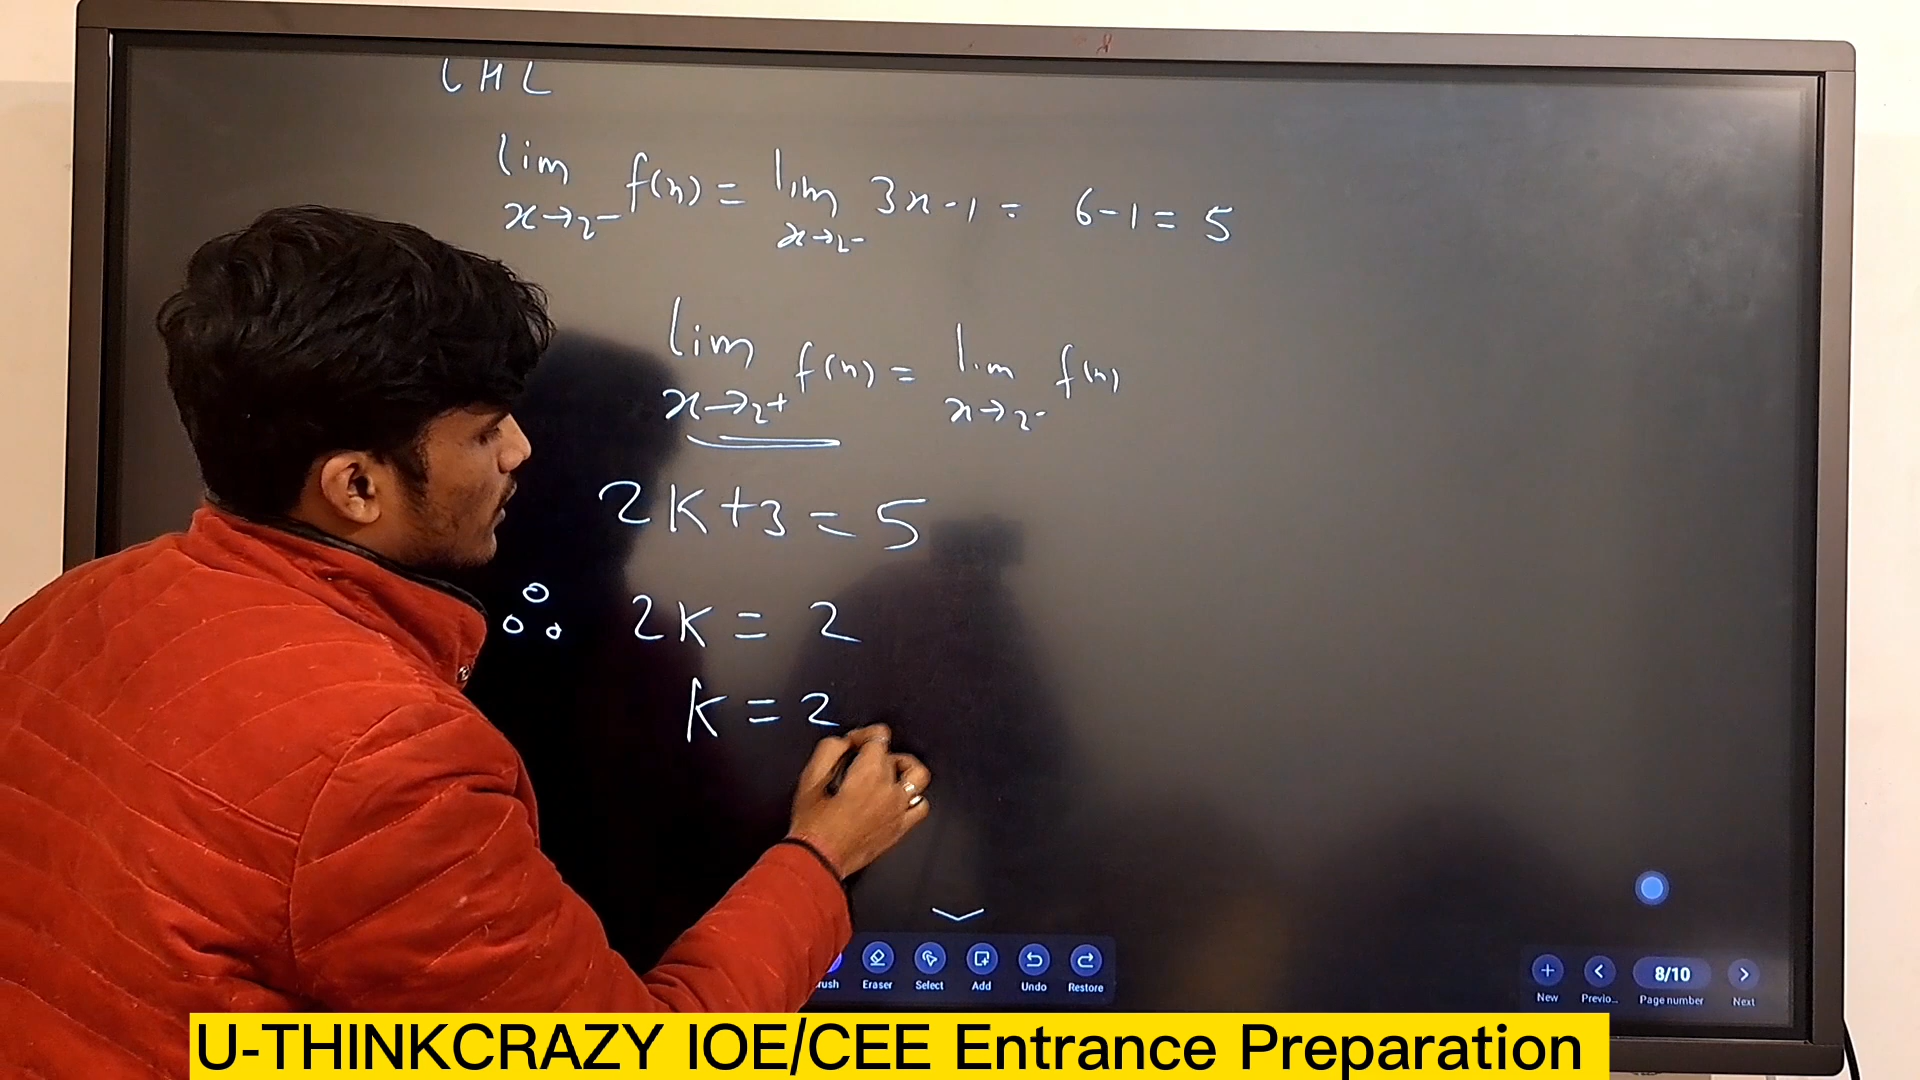 LHL
lim x→2⁻ f(x) = lim x→2⁻ 3x-1 = 6-1 = 5
lim x→2+ f(x) = lim x→2⁻ f(x)
2K+3 = 5
∴ 2K = 2
K = 2
Eraser
Select
Add
Undo
Restore
New
Previo...
8/10
Page number
Next
U-THINKCRAZY IOE/CEE Entrance Preparation